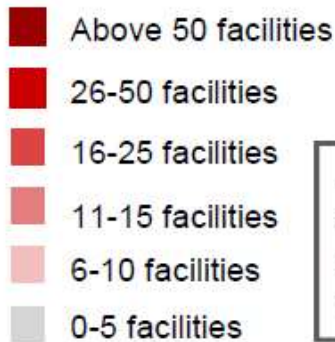 Above 50 facilities
26-50 facilities
16-25 facilities
11-15 facilities
6-10 facilities
0-5 facilities